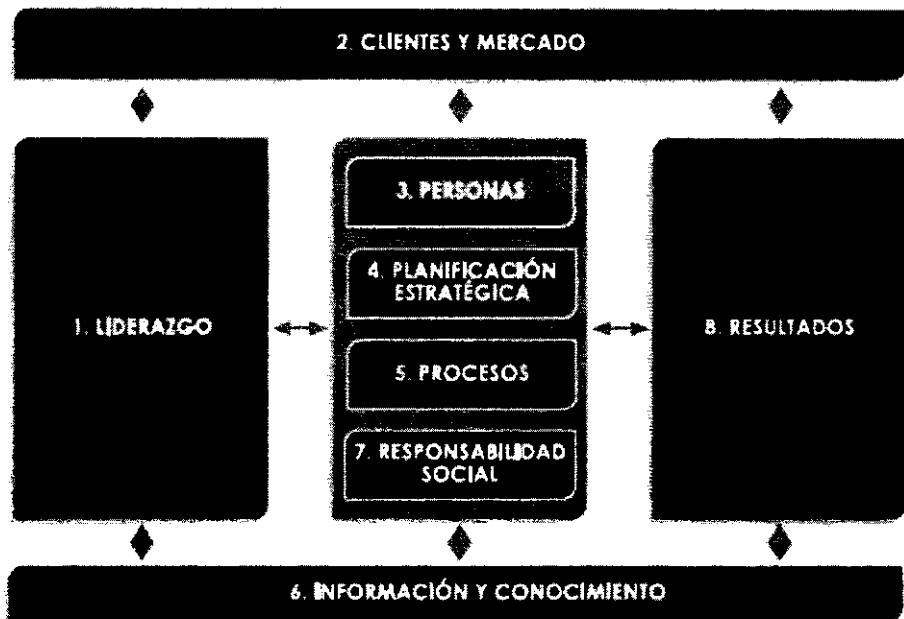 2. CLIENTES Y MERCADO
3. PERSONAS
4. PLANIFICACIÓN
ESTRATÉGICA
1. LIDERAZGO
8. RESULTADOS
5. PROCESOS
7. RESPONSABILIDAD
SOCIAL
6. INFORMACIÓN Y CONOCIMIENTO